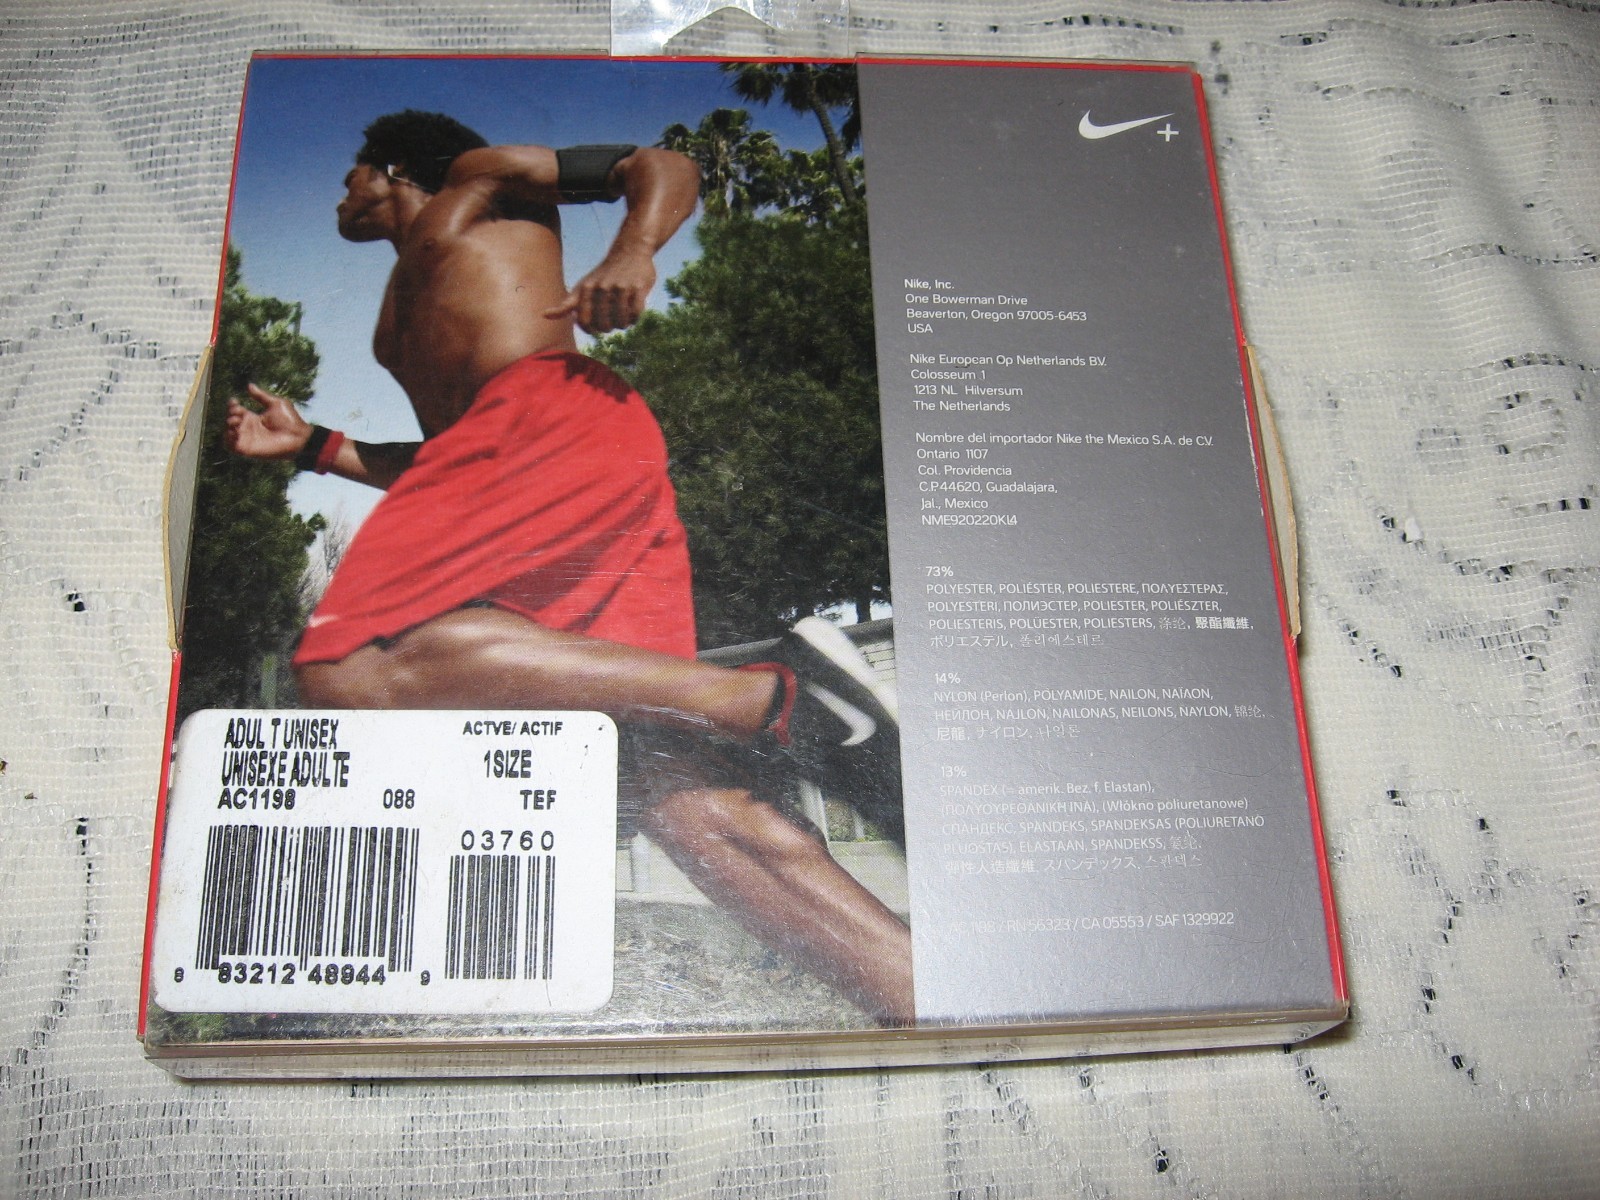 Nike, Inc.
One Bowerman Drive
Beaverton, Oregon 97005-6453
USA
Nike European Op Netherlands B.V.
Colosseum 1
1213 NL Hilversum
The Netherlands
Nombre del importador Nike the Mexico S.A. de C.V.
Ontario 1107
Col. Providencia
C.P.44620, Guadalajara,
Jal., Mexico
NME920220KL4
73%
POLYESTER, POLIÉSTER, POLIESTERE, ΠΟΛΥΕΣΤΕΡΑΣ,
POLYESTERI, ПОЛИЭСТЕР, POLIESTER, POLIÉSZTER,
POLIESTERIS, POLÜESTER, POLIESTERS, 涤纶, 聚酯纖維,
ポリエステル, 폴리에스테르
14%
NYLON (Perlon), POLYAMIDE, NAILON, NAÏΛON,
НЕЙЛОН, NAJLON, NAILONAS, NEILONS, NAYLON, 锦纶,
尼龍, ナイロン, 나일론
13%
SPANDEX (= amerik. Bez. f. Elastan),
(ΠΟΛΥΟΥΡΕΘΑΝΙΚΗ ΙΝΑ), (Włókno poliuretanowe)
СПАНДЕКС, SPANDEKS, SPANDEKSAS (POLIURETANO
PLUOSTAS), ELASTAAN, SPANDEKSS, 氨纶,
彈性人造纖維, スパンデックス, 스판덱스
AC1198 / RN 56323 / CA 05553 / SAF 1329922
ADUL T UNISEX ACTVE/ ACTIF
UNISEXE ADULTE 1SIZE
AC1198 088 TEF
03760
8 83212 48944 9